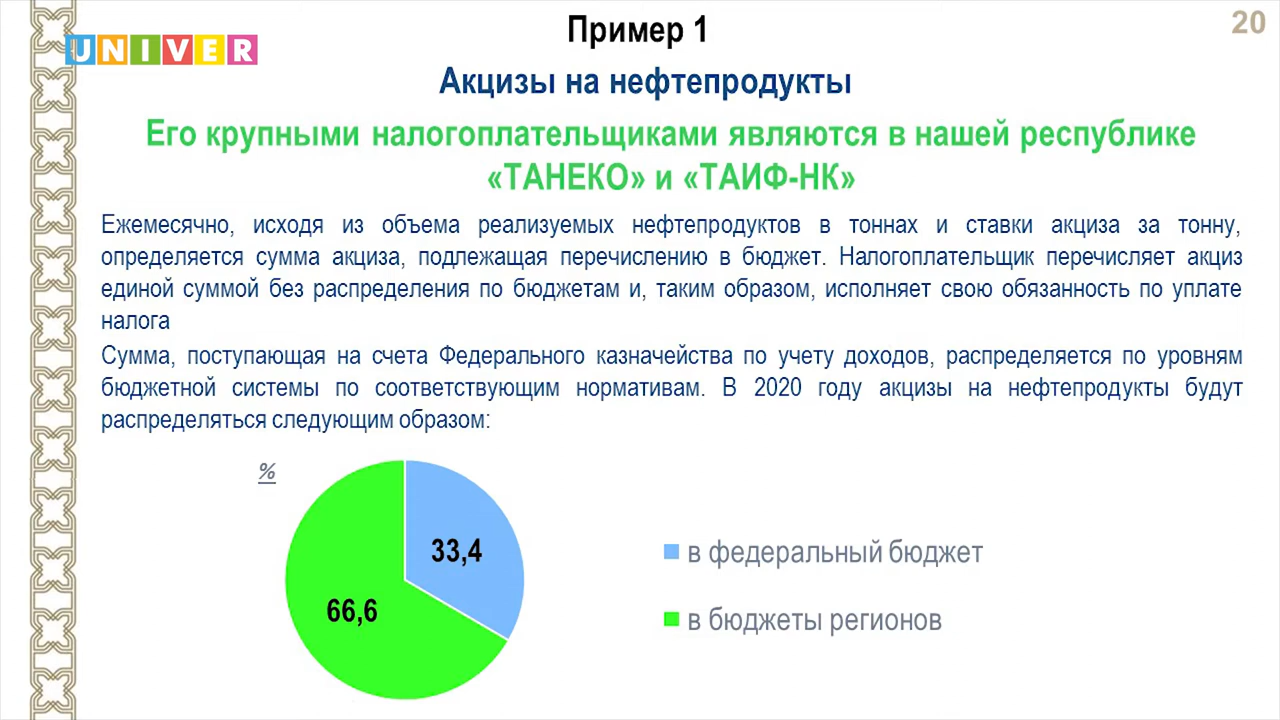 20
Пример 1
UNIVER
Акцизы на нефтепродукты
Его крупными налогоплательщиками являются в нашей республике
«ТАНЕКО» и «ТАИФ-НК»
Ежемесячно, исходя из объема реализуемых нефтепродуктов в тоннах и ставки акциза за тонну,
определяется сумма акциза, подлежащая перечислению в бюджет. Налогоплательщик перечисляет акциз
единой суммой без распределения по бюджетам и, таким образом, исполняет свою обязанность по уплате
налога
Сумма, поступающая на счета Федерального казначейства по учету доходов, распределяется по уровням
бюджетной системы по соответствующим нормативам. В 2020 году акцизы на нефтепродукты будут
распределяться следующим образом:
%
33,4
66,6
в федеральный бюджет
в бюджеты регионов